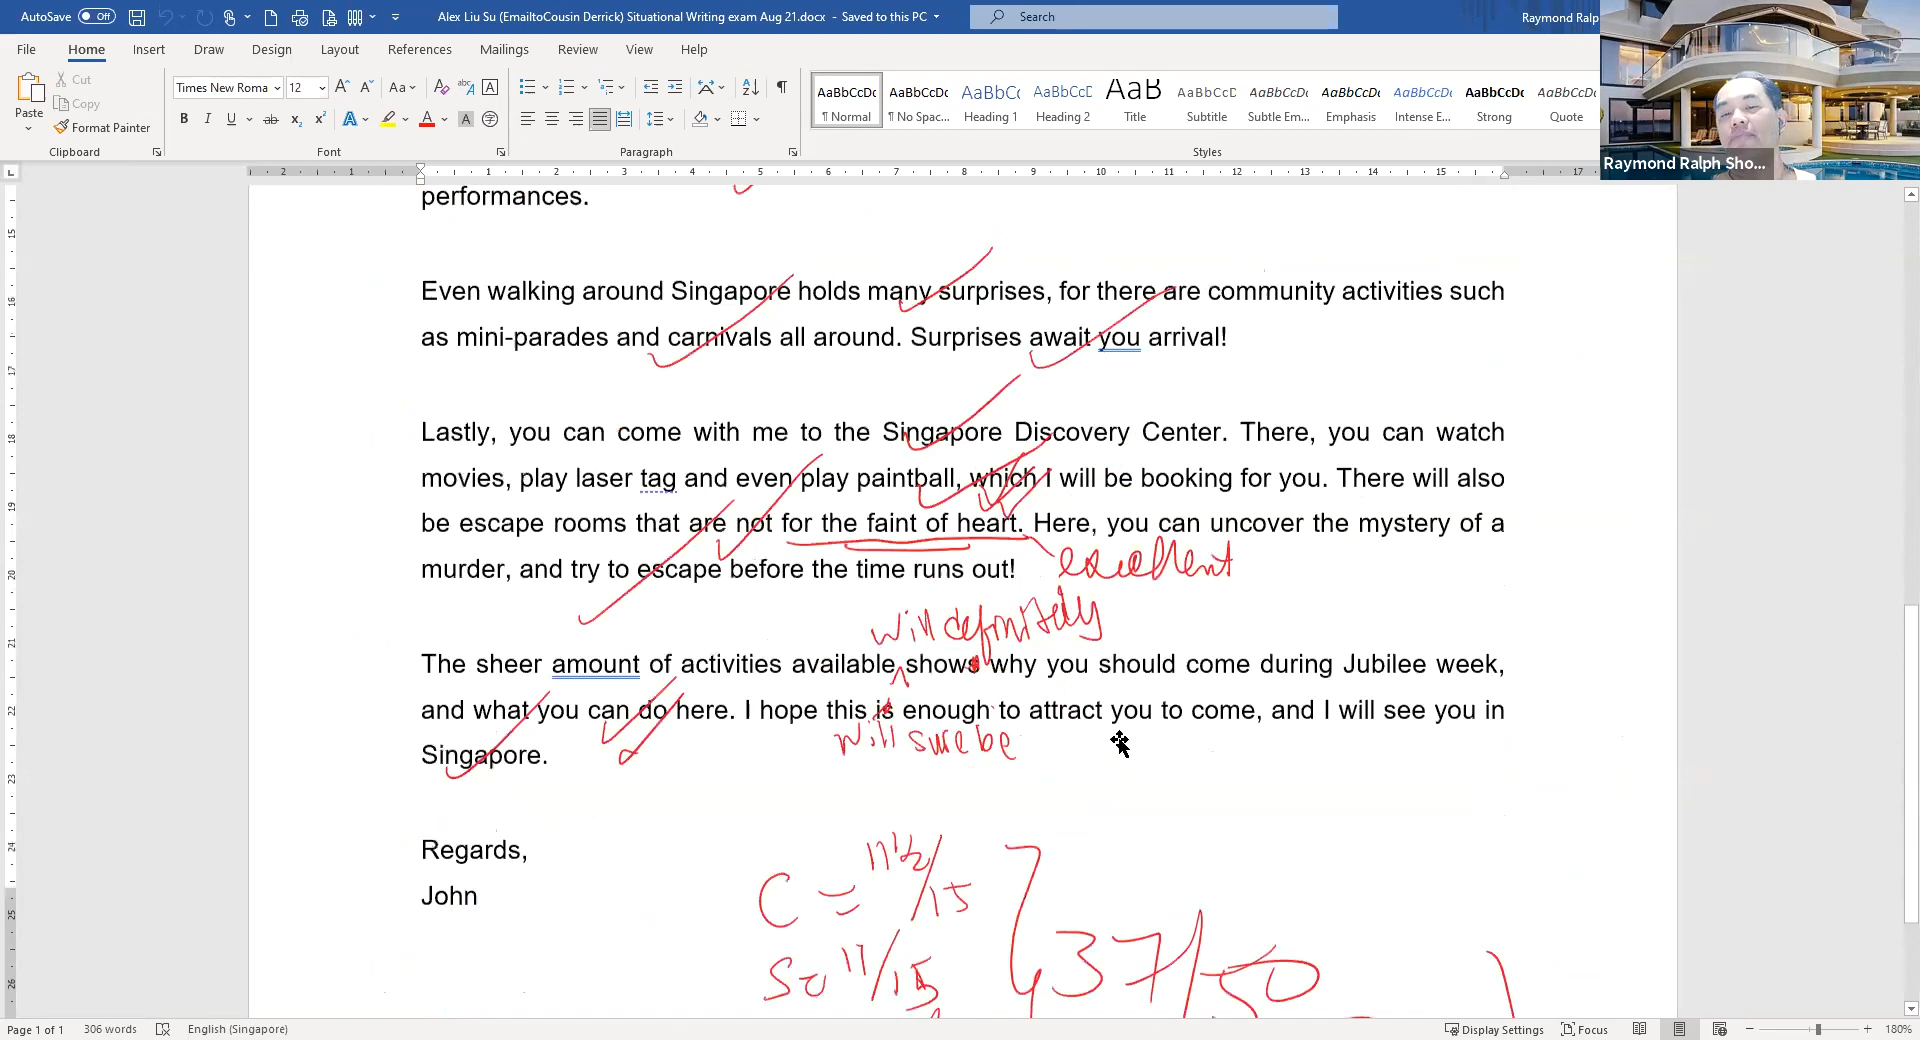 AutoSave Off Alex Liu Su (EmailtoCousin Derrick) Situational Writing exam Aug 21.docx - Saved to this PC Search Raymond Ralph
File Home Insert Draw Design Layout References Mailings Review View Help
Paste Cut Copy Format Painter
Times New Roma 12
AaBbCcDc AaBbCcDc AaBbCc AaBbCcD AaB AaBbCcD AaBbCcDc AaBbCcDc AaBbCcDc AaBbCcDc AaBbCcDc
¶ Normal ¶ No Spac... Heading 1 Heading 2 Title Subtitle Subtle Em... Emphasis Intense E... Strong Quote
Clipboard Font Paragraph Styles
Raymond Ralph Sho...
performances.
Even walking around Singapore holds many surprises, for there are community activities such
as mini-parades and carnivals all around. Surprises await you arrival!
Lastly, you can come with me to the Singapore Discovery Center. There, you can watch
movies, play laser tag and even play paintball, which I will be booking for you. There will also
be escape rooms that are not for the faint of heart. Here, you can uncover the mystery of a
murder, and try to escape before the time runs out!
excellent
will definitely
The sheer amount of activities available shows why you should come during Jubilee week,
and what you can do here. I hope this is enough to attract you to come, and I will see you in
will sure be
Singapore.
Regards,
John
C = 11 1/2/15
37/50
Page 1 of 1 306 words English (Singapore) Display Settings Focus 180%